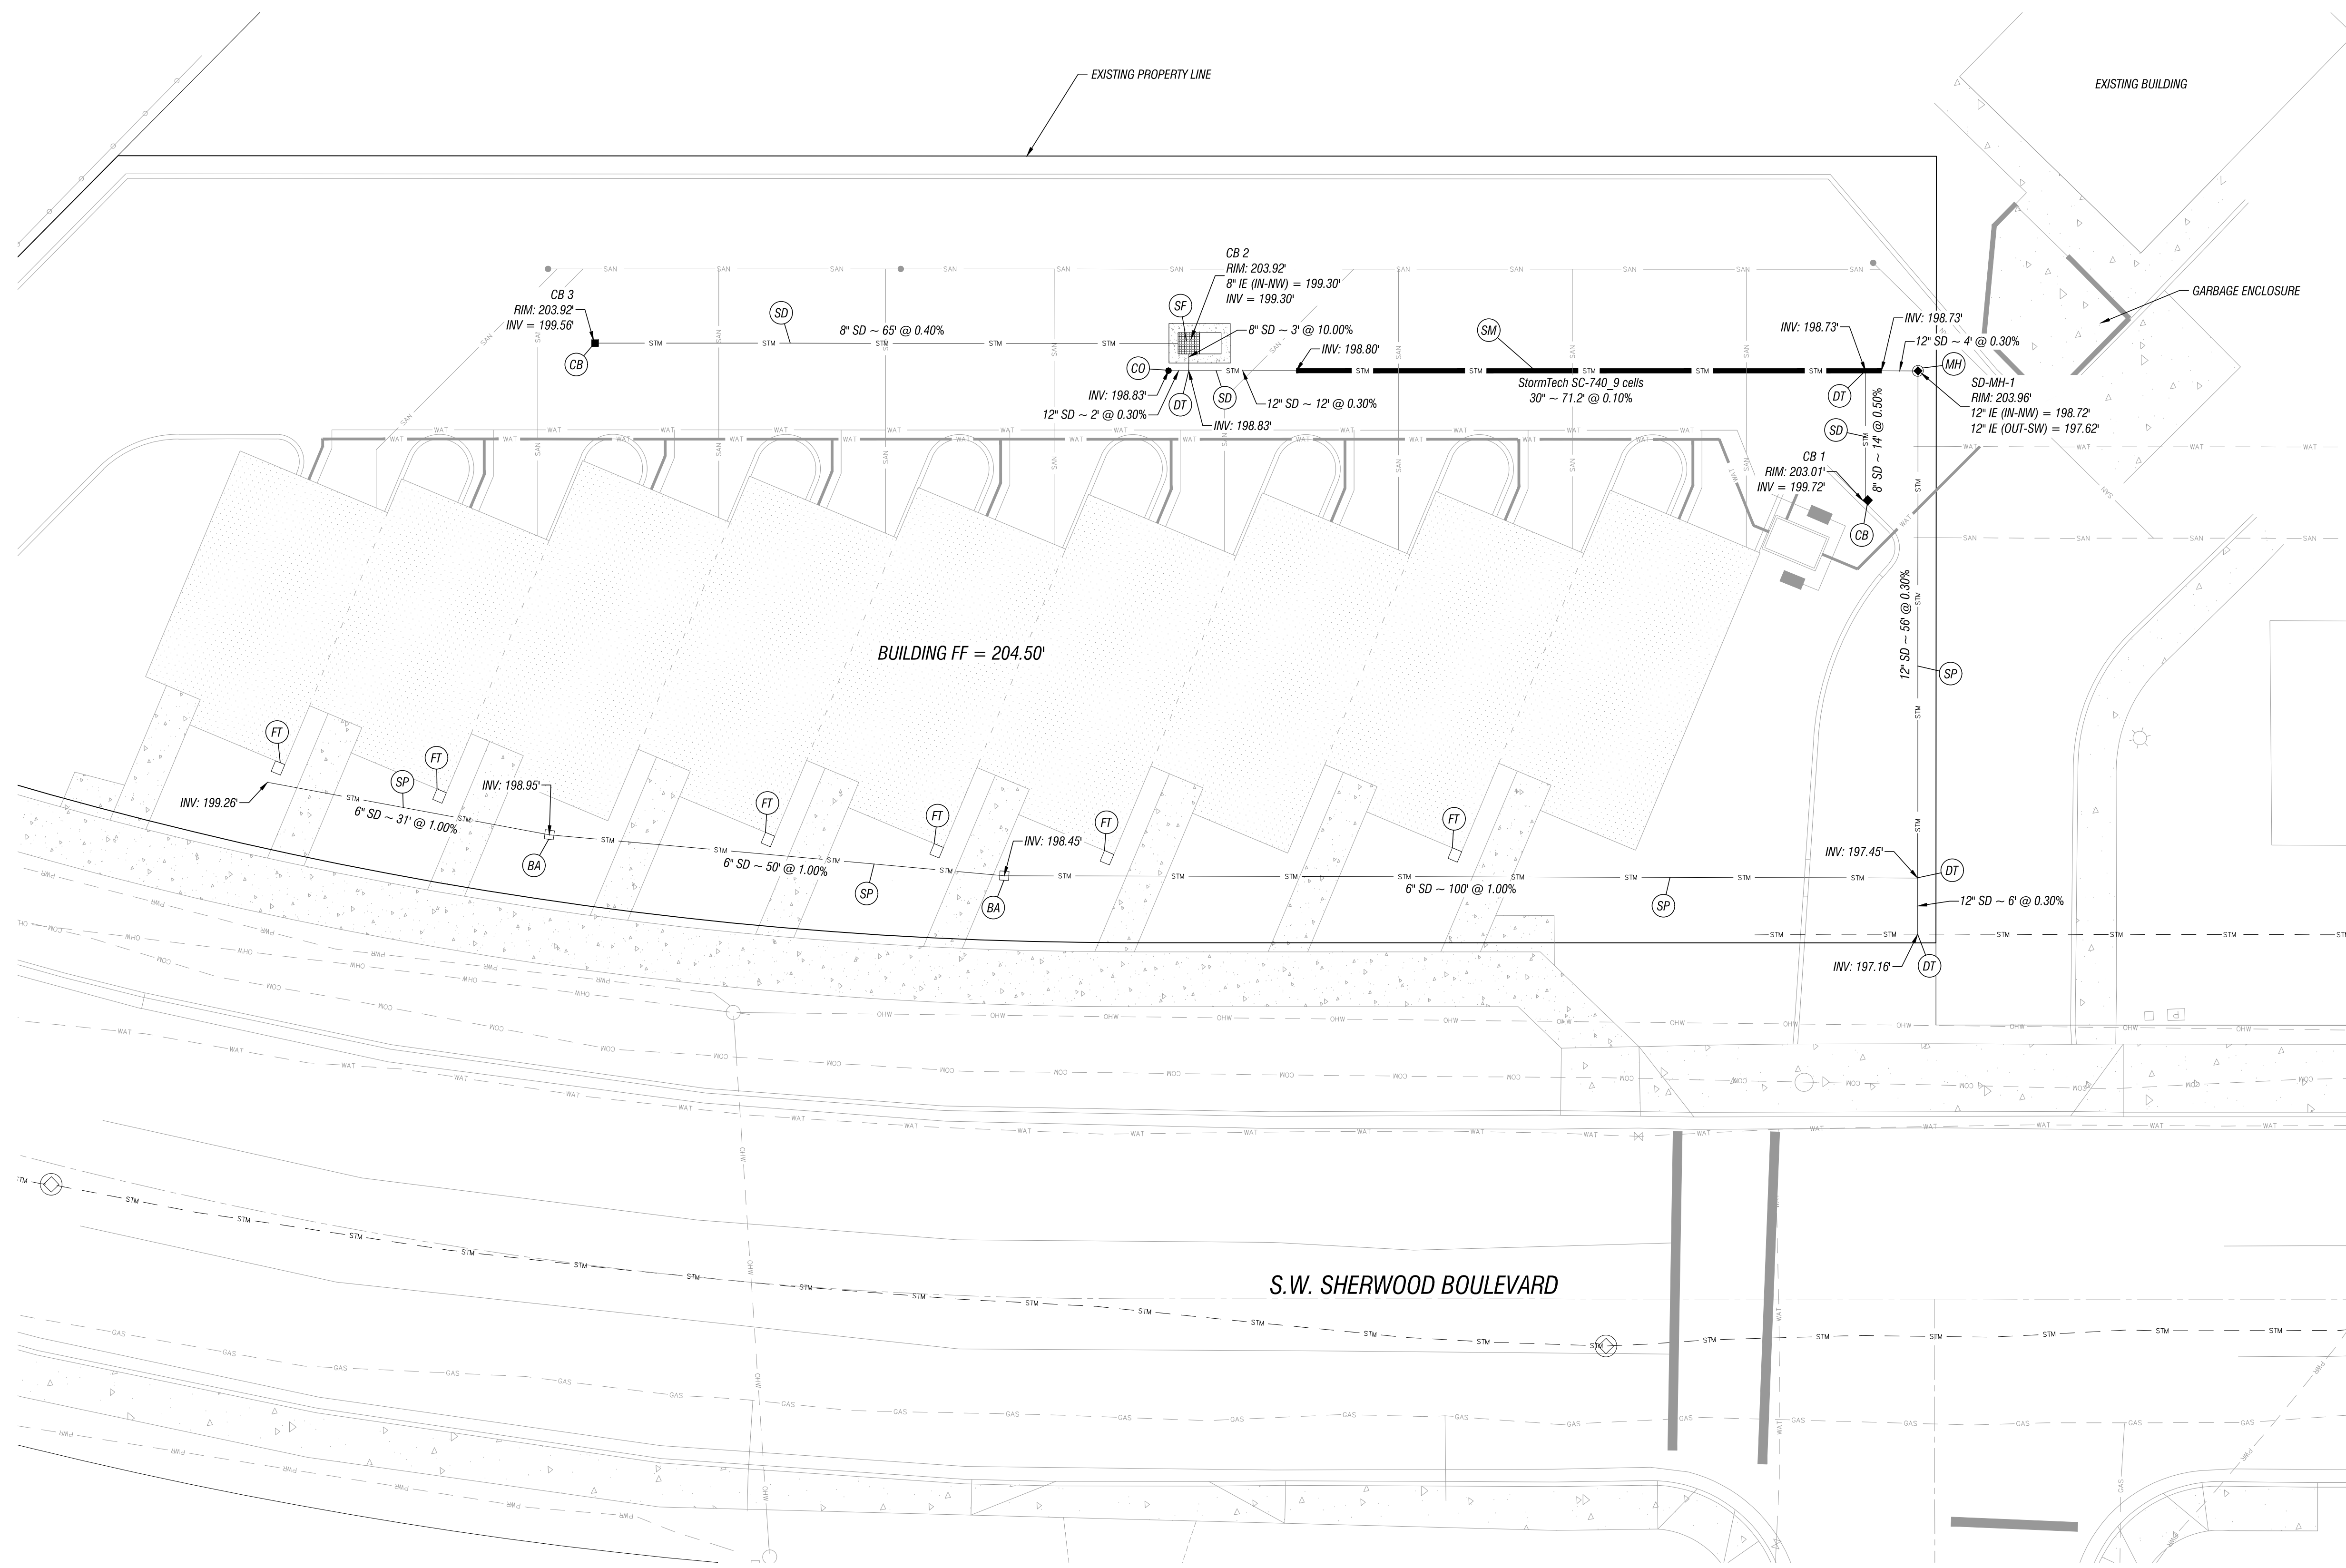 EXISTING PROPERTY LINE
EXISTING BUILDING
GARBAGE ENCLOSURE
CB 3
RIM: 203.92'
INV = 199.56'
CB
SD
8" SD ~ 65' @ 0.40%
CB 2
RIM: 203.92'
8" IE (IN-NW) = 199.30'
INV = 199.30'
SF
8" SD ~ 3' @ 10.00%
CO
INV: 198.83'
12" SD ~ 2' @ 0.30%
DT
SD
INV: 198.83'
12" SD ~ 12' @ 0.30%
INV: 198.80'
SM
StormTech SC-740_9 cells
30" ~ 71.2' @ 0.10%
INV: 198.73'
INV: 198.73'
12" SD ~ 4' @ 0.30%
MH
SD-MH-1
RIM: 203.96'
12" IE (IN-NW) = 198.72'
12" IE (OUT-SW) = 197.62'
DT
SD
8" SD ~ 14' @ 0.50%
CB 1
RIM: 203.01'
INV = 199.72'
CB
12" SD ~ 56' @ 0.30%
SP
BUILDING FF = 204.50'
FT
FT
FT
FT
FT
FT
INV: 199.26'
SP
6" SD ~ 31' @ 1.00%
INV: 198.95'
BA
6" SD ~ 50' @ 1.00%
SP
INV: 198.45'
BA
6" SD ~ 100' @ 1.00%
SP
INV: 197.45'
DT
12" SD ~ 6' @ 0.30%
INV: 197.16'
DT
STM
SAN
WAT
PWR
COM
OHW
GAS
S.W. SHERWOOD BOULEVARD